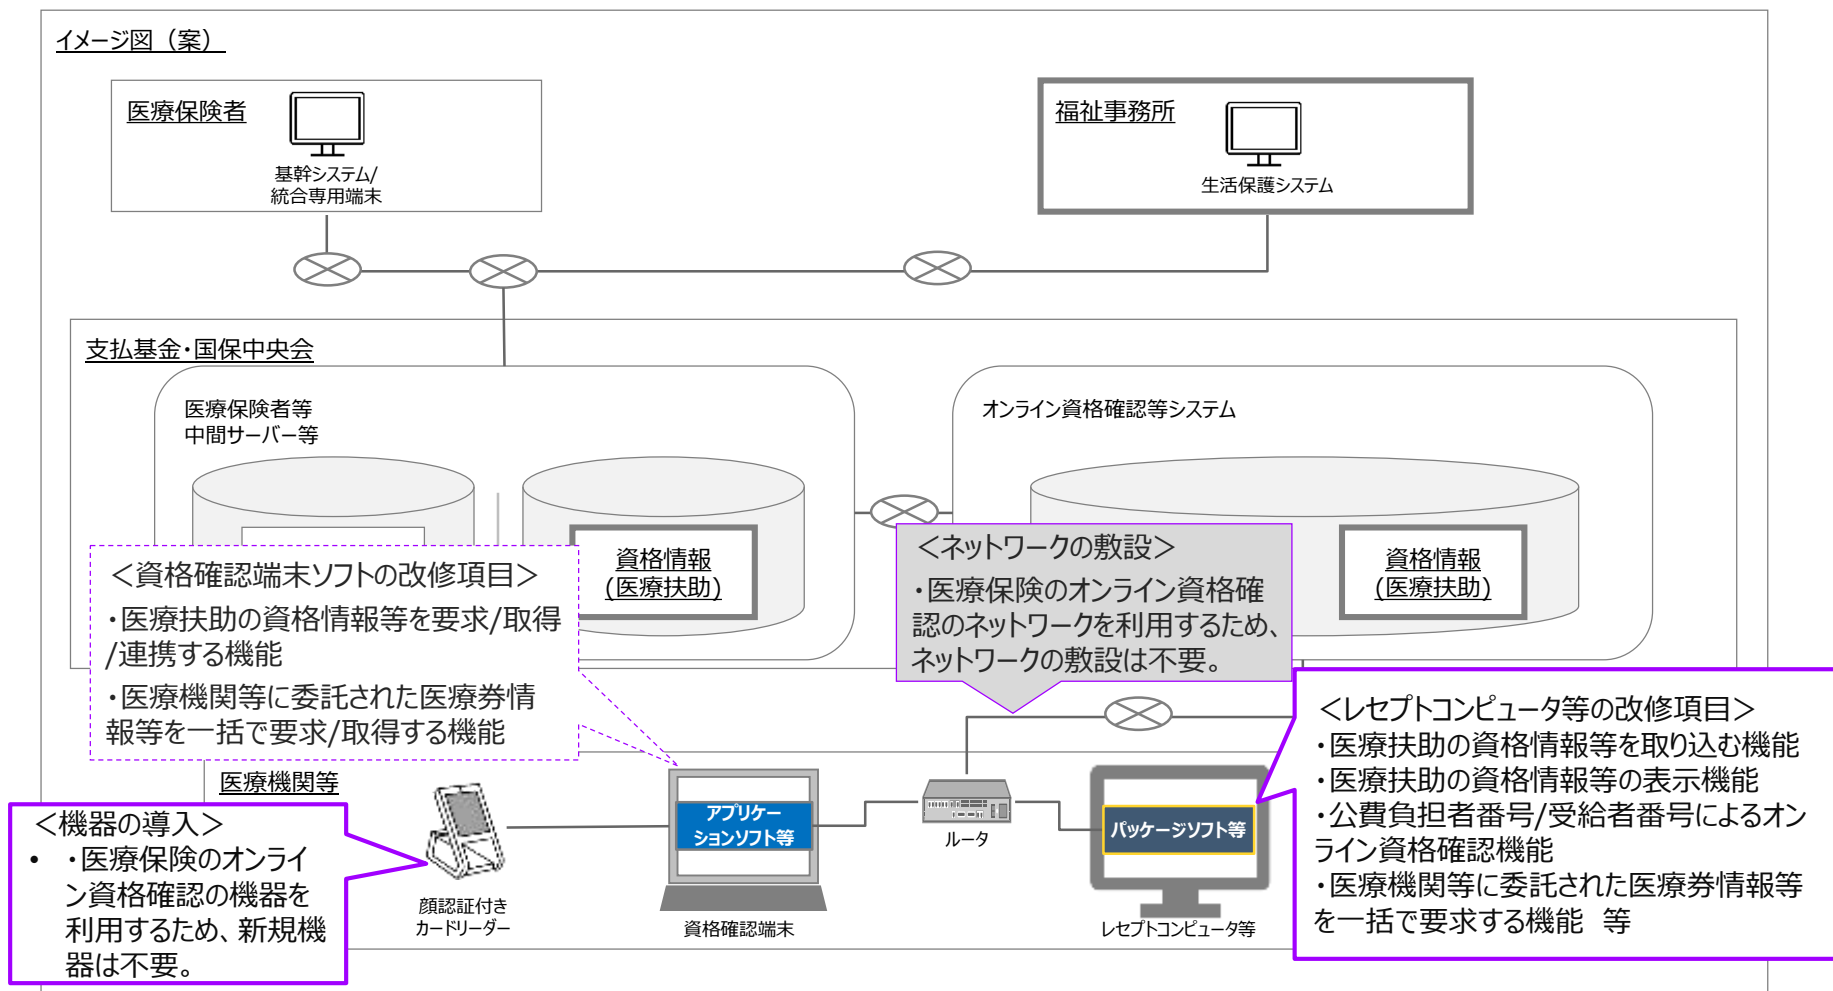 イメージ図（案）
医療保険者
基幹システム/
統合専用端末
福祉事務所
生活保護システム
支払基金・国保中央会
医療保険者等
中間サーバー等
オンライン資格確認等システム
資格情報
(医療扶助)
資格情報
(医療扶助)
＜資格確認端末ソフトの改修項目＞
・医療扶助の資格情報等を要求/取得
/連携する機能
・医療機関等に委託された医療券情
報等を一括で要求/取得する機能
＜ネットワークの敷設＞
・医療保険のオンライン資格確
認のネットワークを利用するため、
ネットワークの敷設は不要。
＜レセプトコンピュータ等の改修項目＞
・医療扶助の資格情報等を取り込む機能
・医療扶助の資格情報等の表示機能
・公費負担者番号/受給者番号によるオン
ライン資格確認機能
・医療機関等に委託された医療券情報等
を一括で要求する機能　等
医療機関等
＜機器の導入＞
• ・医療保険のオンライ
ン資格確認の機器を
利用するため、新規機
器は不要。
顔認証付き
カードリーダー
アプリケー
ションソフト等
資格確認端末
ルータ
パッケージソフト等
レセプトコンピュータ等